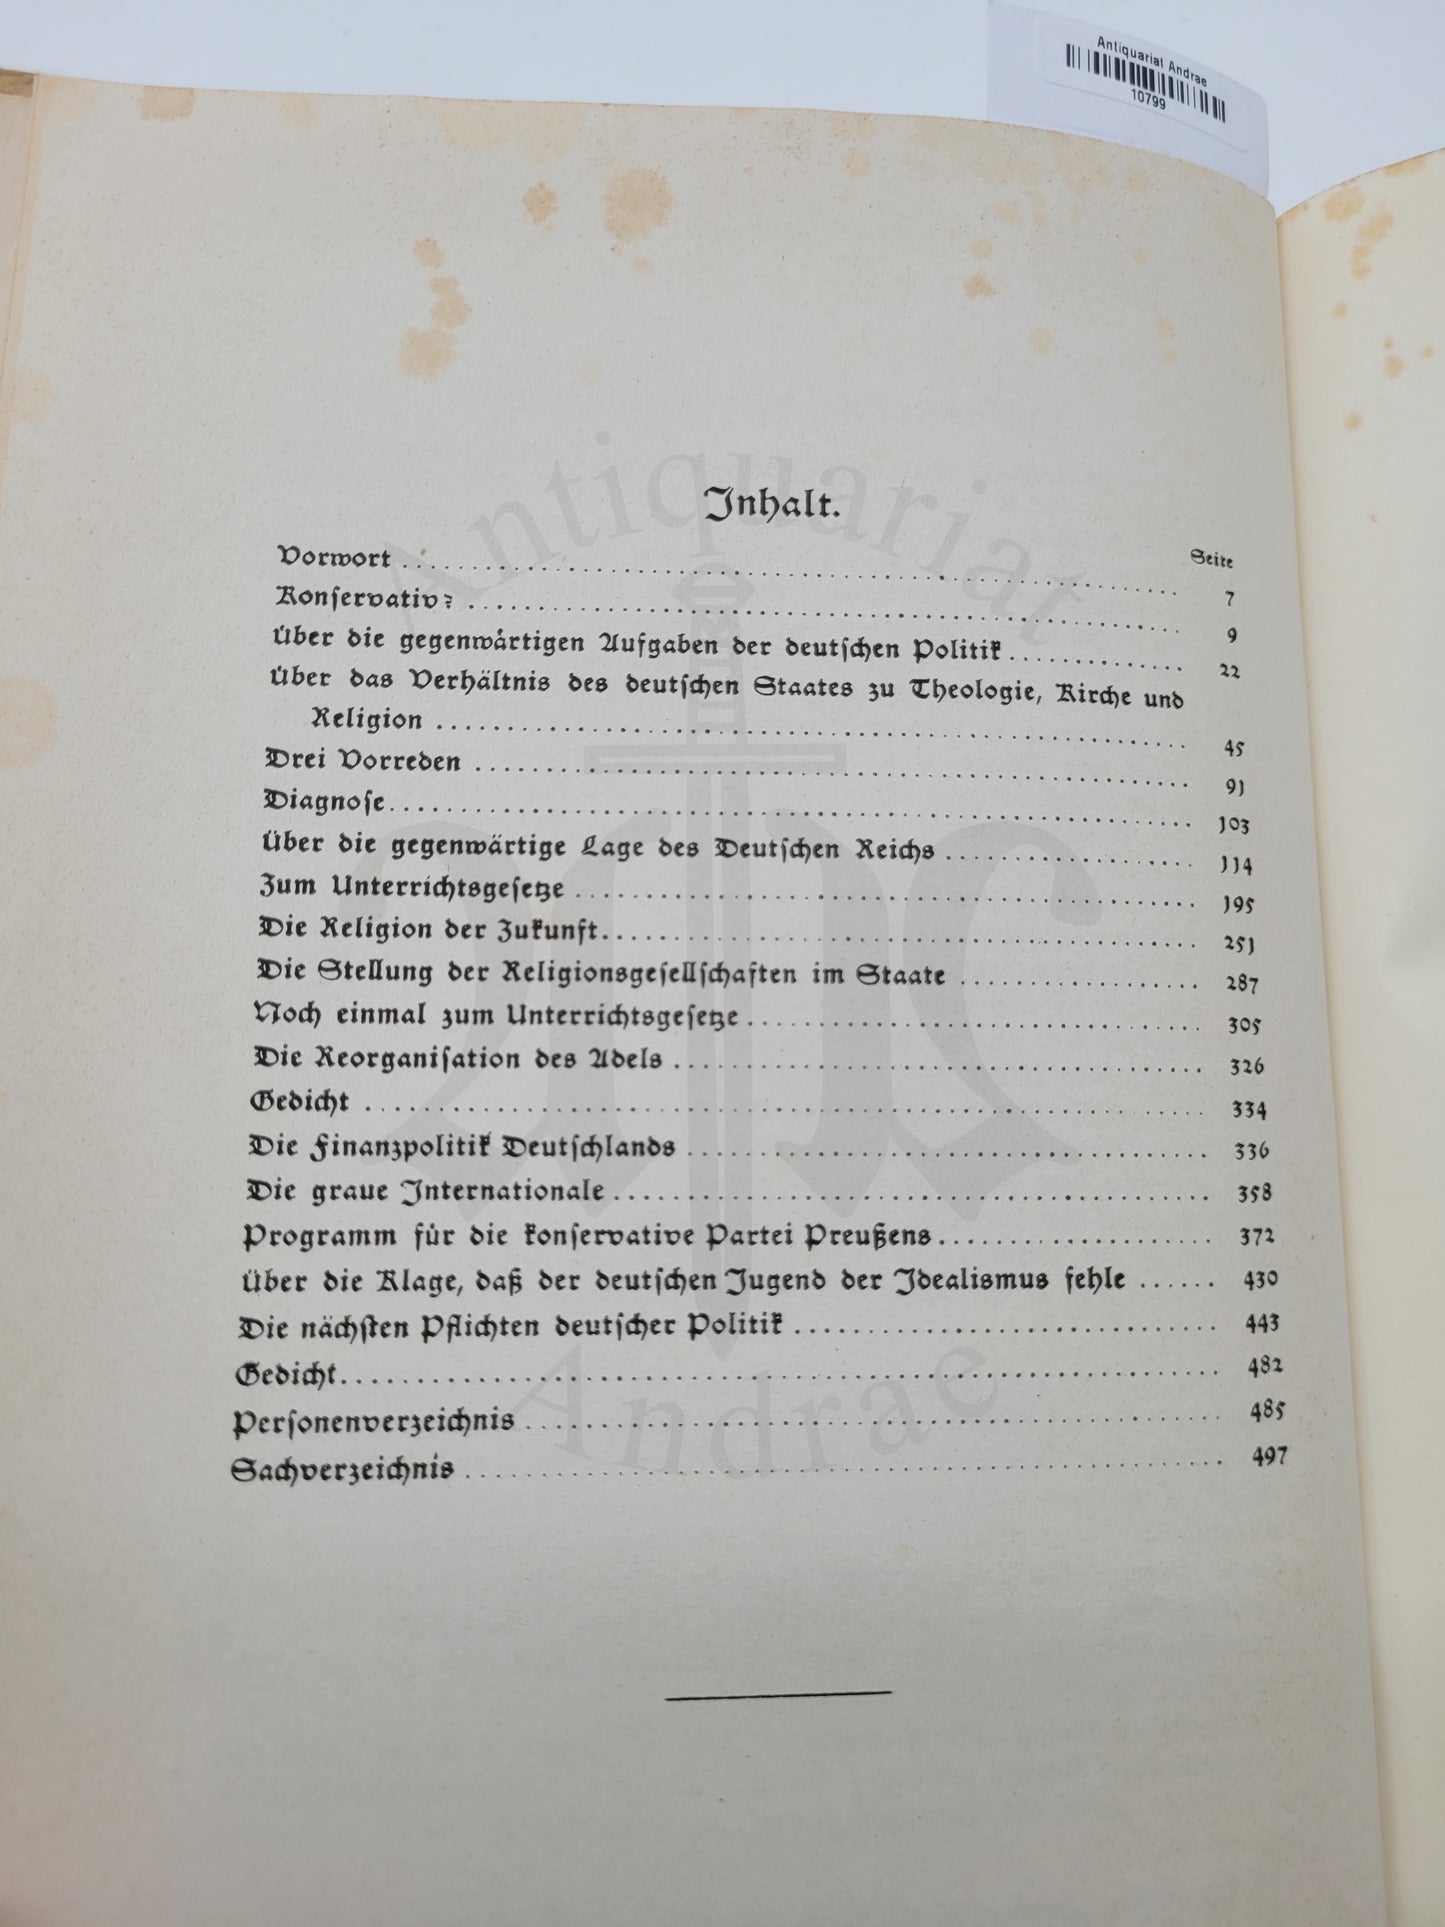 Antiquariat Andrae
10799
Antiquariat
Inhalt.
Seite
Vorwort . . . . . . . . . . 7
Konservativ? . . . . . . . . . . 9
Über die gegenwärtigen Aufgaben der deutschen Politik . . . . . . . . . . 22
Über das Verhältnis des deutschen Staates zu Theologie, Kirche und
Religion . . . . . . . . . . 45
Drei Vorreden . . . . . . . . . . 91
Diagnose . . . . . . . . . . 103
Über die gegenwärtige Lage des Deutschen Reichs . . . . . . . . . . 114
Zum Unterrichtsgesetze . . . . . . . . . . 195
Die Religion der Zukunft . . . . . . . . . . 251
Die Stellung der Religionsgesellschaften im Staate . . . . . . . . . . 287
Noch einmal zum Unterrichtsgesetze . . . . . . . . . . 305
Die Reorganisation des Adels . . . . . . . . . . 326
Gedicht . . . . . . . . . . 334
Die Finanzpolitik Deutschlands . . . . . . . . . . 336
Die graue Internationale . . . . . . . . . . 358
Programm für die konservative Partei Preußens . . . . . . . . . . 372
Über die Klage, daß der deutschen Jugend der Idealismus fehle . . . . . . 430
Die nächsten Pflichten deutscher Politik . . . . . . . . . . 443
Gedicht . . . . . . . . . . 482
Personenverzeichnis . . . . . . . . . . 485
Sachverzeichnis . . . . . . . . . . 497
Andrae